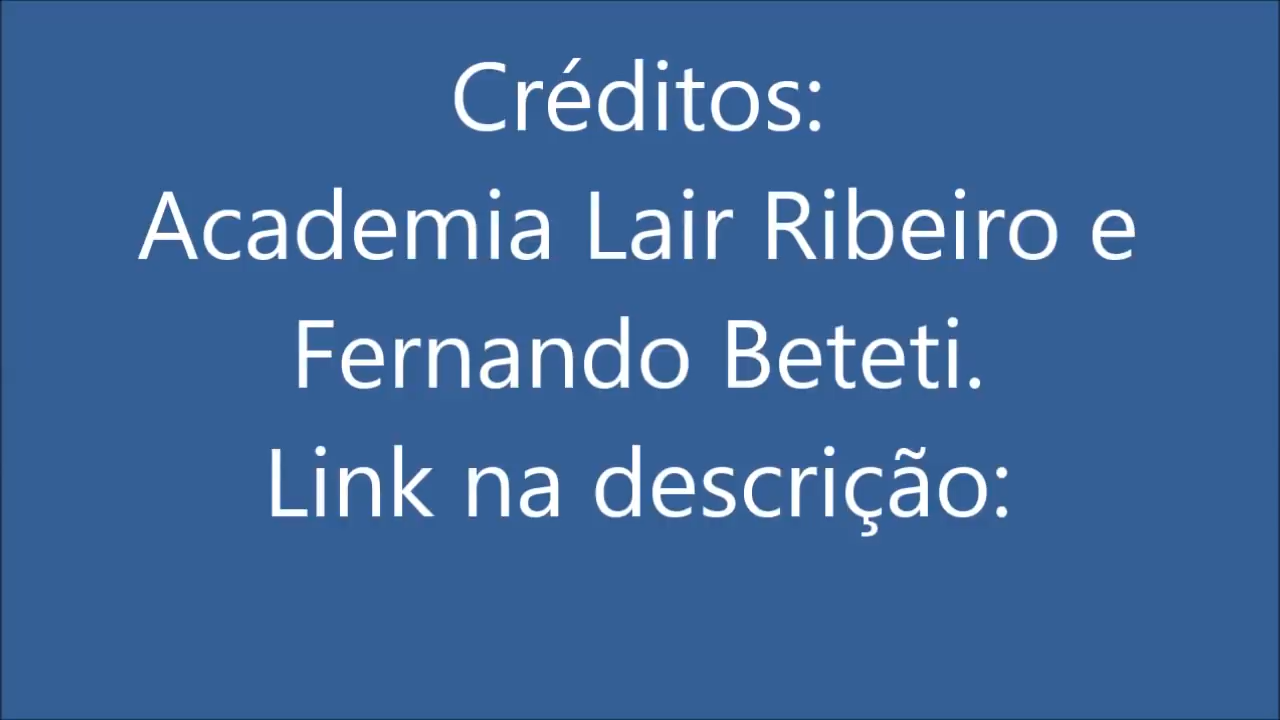 Créditos:
Academia Lair Ribeiro e
Fernando Beteti.
Link na descrição: